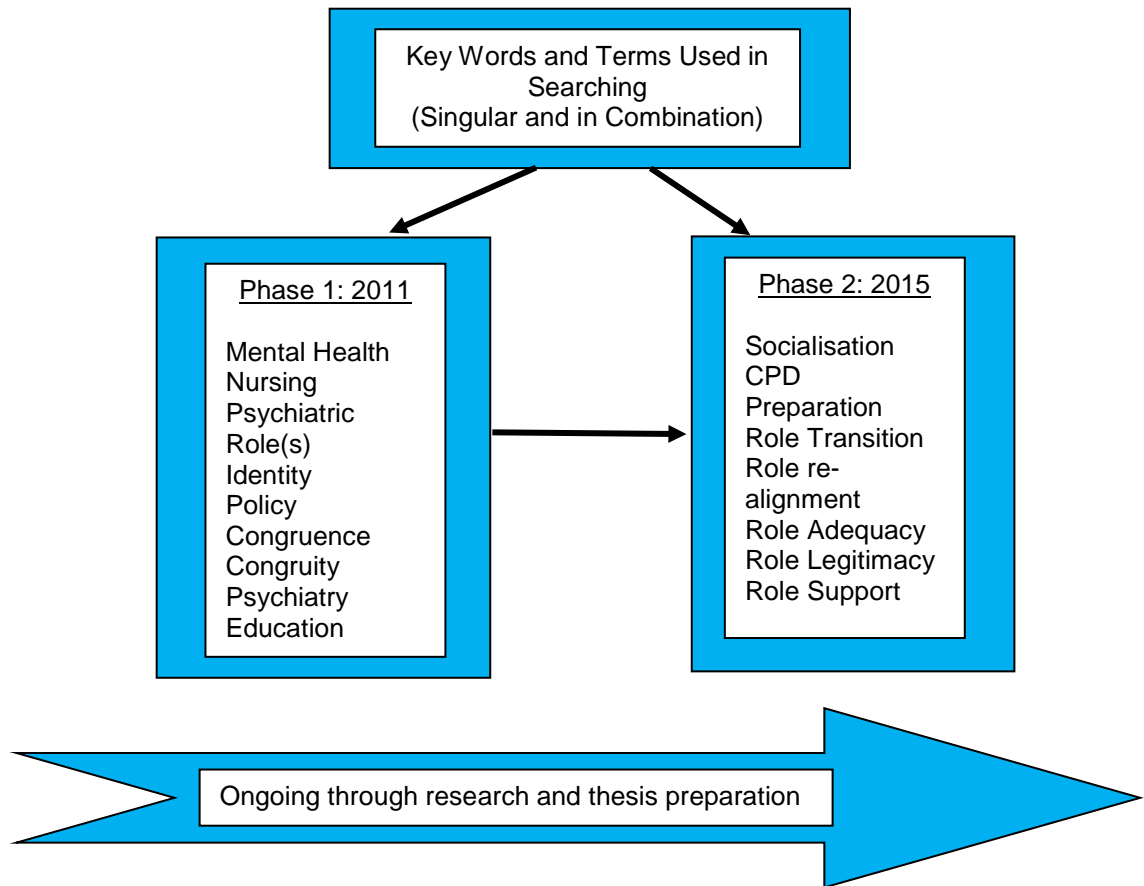 Key Words and Terms Used in
Searching
(Singular and in Combination)
Phase 1: 2011
Mental Health
Nursing
Psychiatric
Role(s)
Identity
Policy
Congruence
Congruity
Psychiatry
Education
Phase 2: 2015
Socialisation
CPD
Preparation
Role Transition
Role re-
alignment
Role Adequacy
Role Legitimacy
Role Support
Ongoing through research and thesis preparation